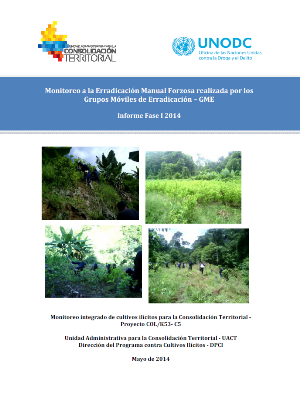 CONSOLIDACIÓN
TERRITORIAL
UNODC
Oficina de las Naciones Unidas
contra la Droga y el Delito
Monitoreo a la Erradicación Manual Forzosa realizada por los
Grupos Móviles de Erradicación – GME
Informe Fase I 2014
Monitoreo integrado de cultivos ilícitos para la Consolidación Territorial -
Proyecto COL/K53- C5
Unidad Administrativa para la Consolidación Territorial - UACT
Dirección del Programa contra Cultivos Ilícitos - DPCI
Mayo de 2014